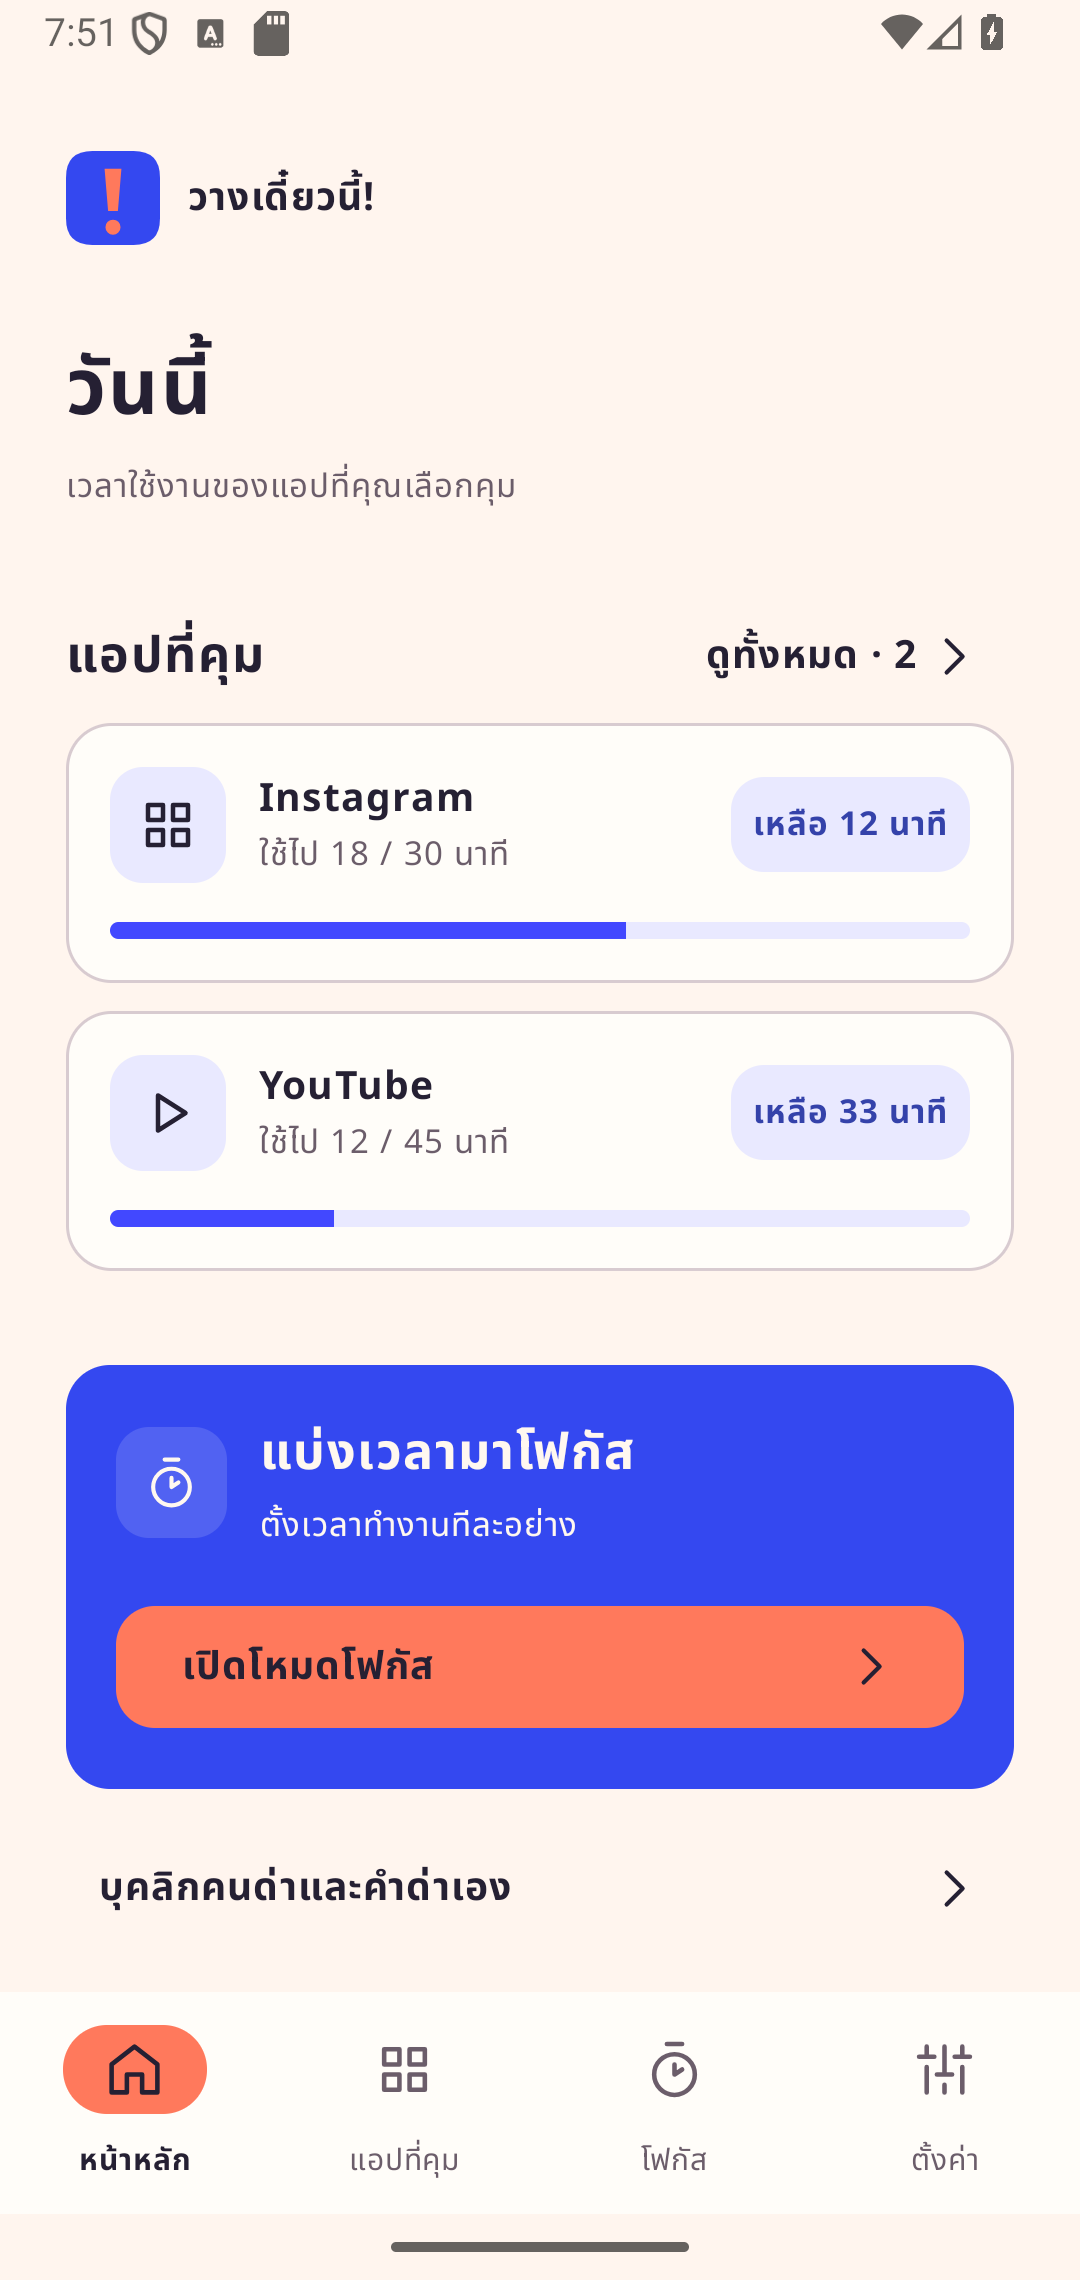 7:51
วางเดี๋ยวนี้!
วันนี้
เวลาใช้งานของแอปที่คุณเลือกคุม
แอปที่คุม
ดูทั้งหมด · 2
Instagram
ใช้ไป 18 / 30 นาที
เหลือ 12 นาที
YouTube
ใช้ไป 12 / 45 นาที
เหลือ 33 นาที
แบ่งเวลามาโฟกัส
ตั้งเวลาทำงานทีละอย่าง
เปิดโหมดโฟกัส
บุคลิกคนด่าและคำด่าเอง
หน้าหลัก
แอปที่คุม
โฟกัส
ตั้งค่า